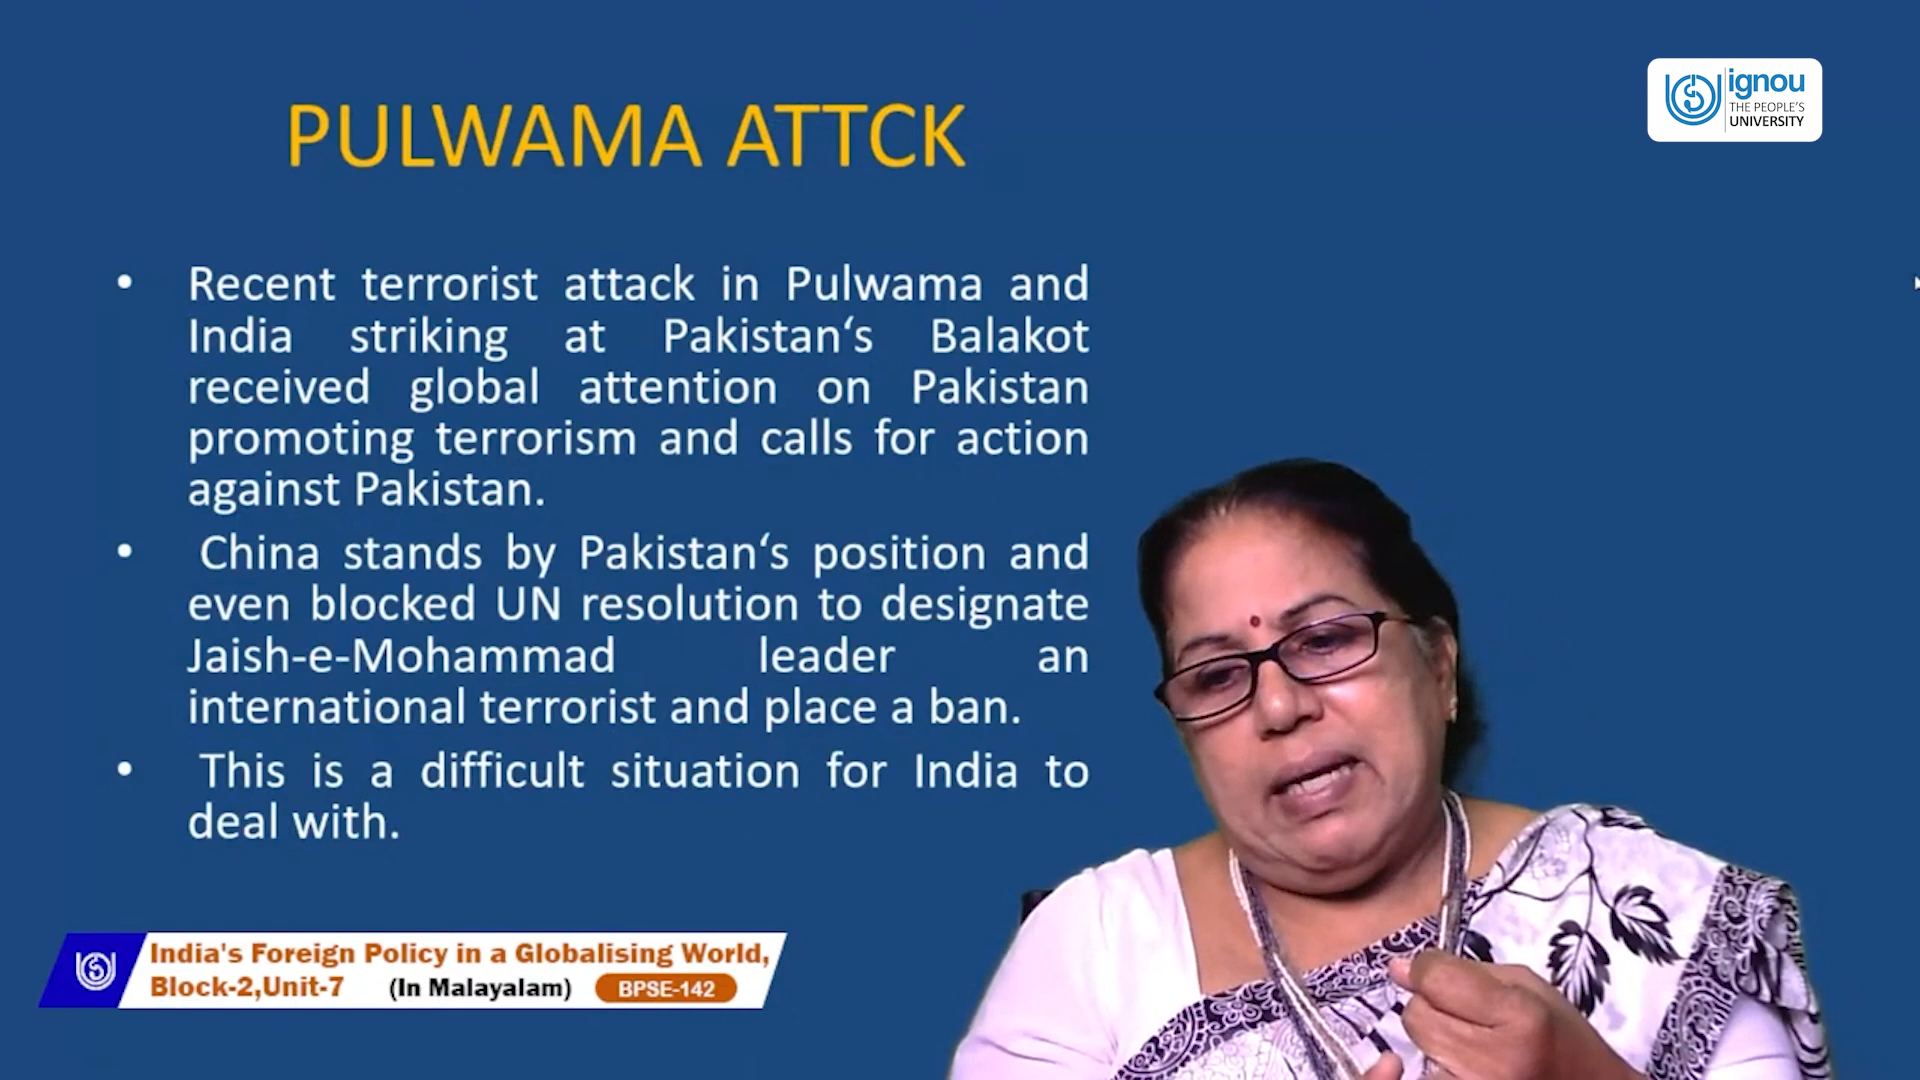 ignou
THE PEOPLE'S
UNIVERSITY
PULWAMA ATTCK
• Recent terrorist attack in Pulwama and
India striking at Pakistan‘s Balakot
received global attention on Pakistan
promoting terrorism and calls for action
against Pakistan.
• China stands by Pakistan‘s position and
even blocked UN resolution to designate
Jaish-e-Mohammad leader an
international terrorist and place a ban.
• This is a difficult situation for India to
deal with.
India's Foreign Policy in a Globalising World,
Block-2,Unit-7 (In Malayalam) BPSE-142